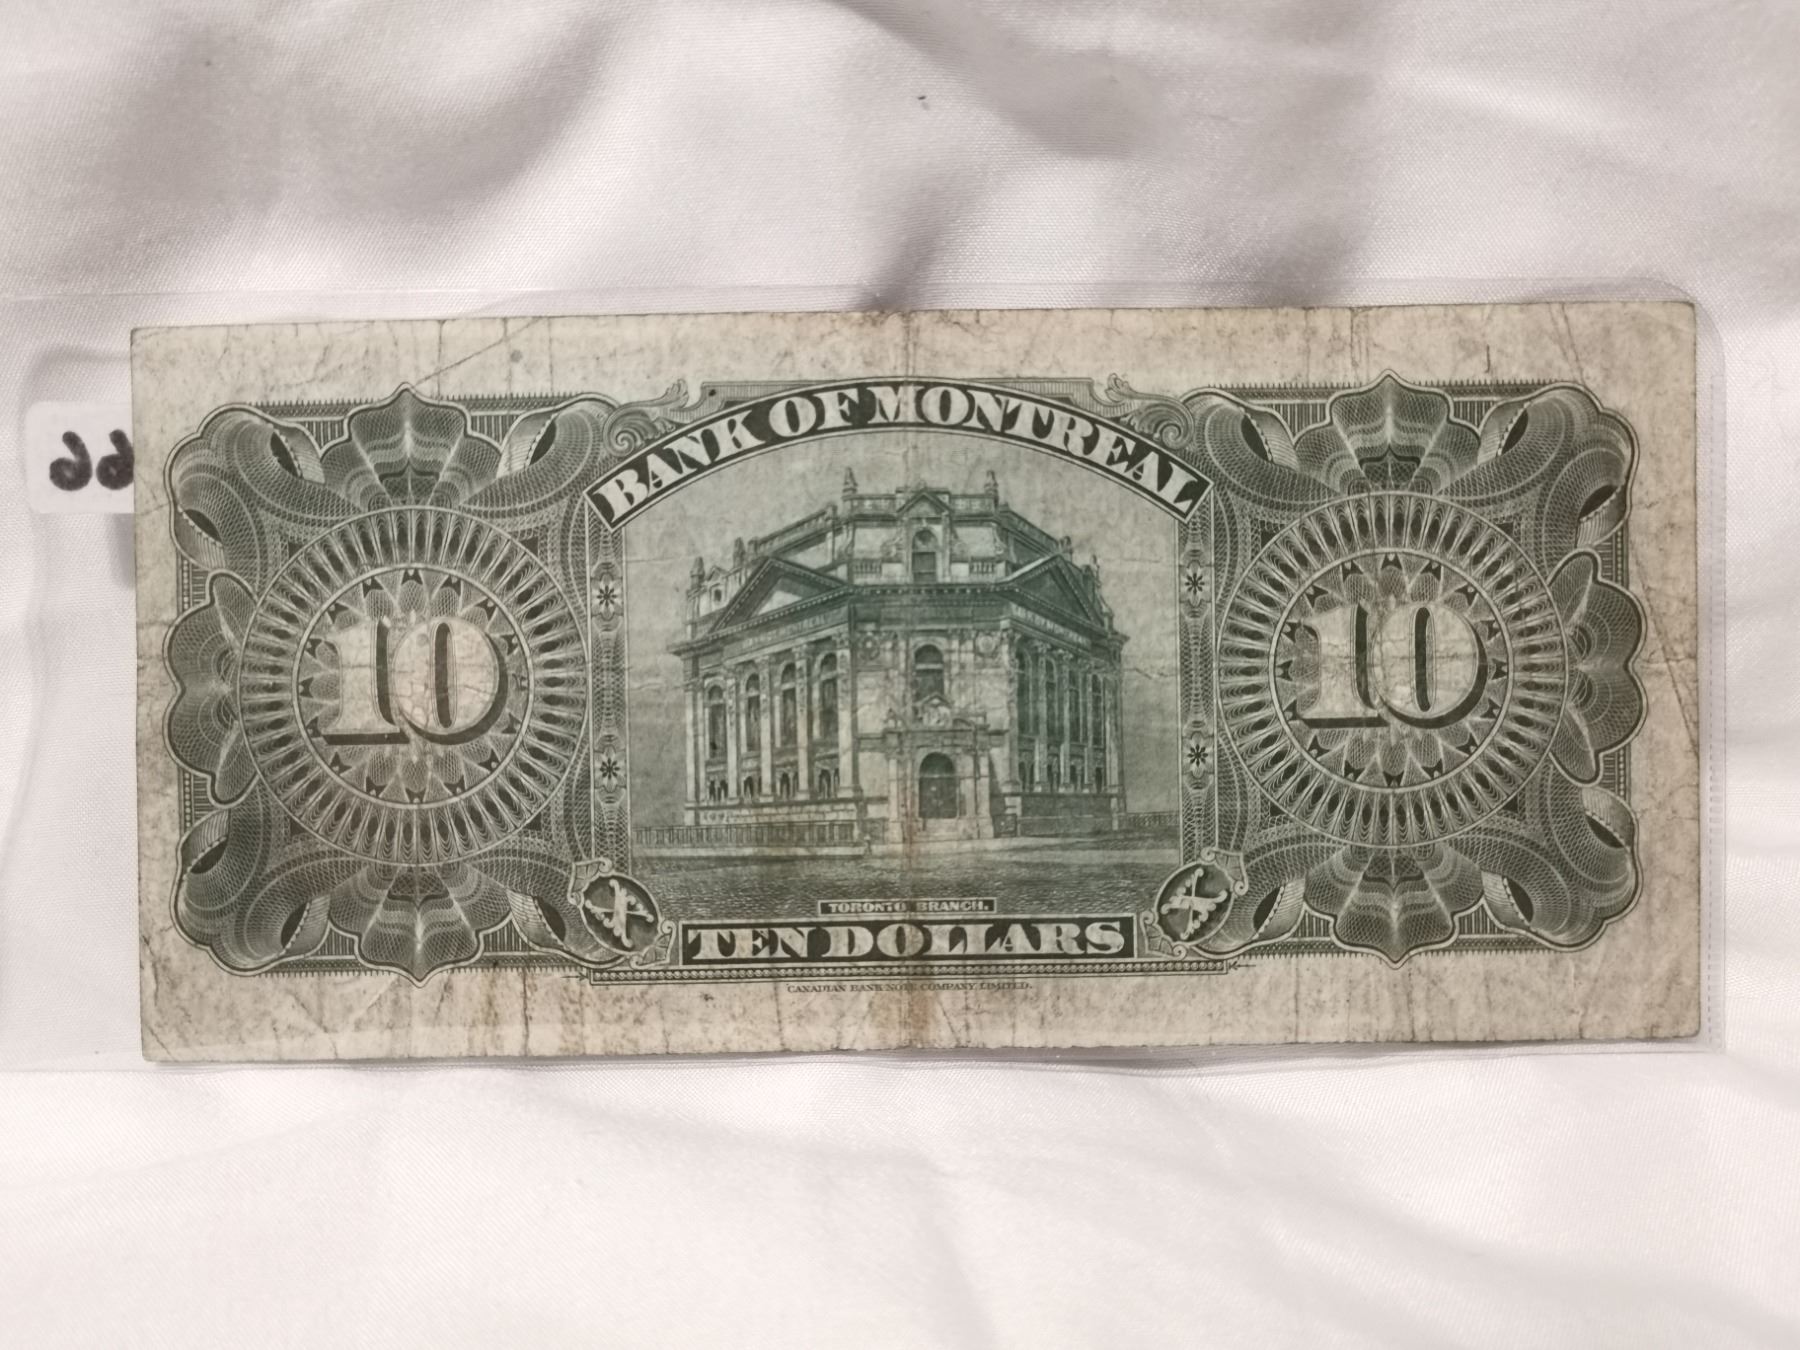 BANK OF MONTREAL
10
10
X
X
TORONTO BRANCH.
TEN DOLLARS
CANADIAN BANK NOTE COMPANY, LIMITED.